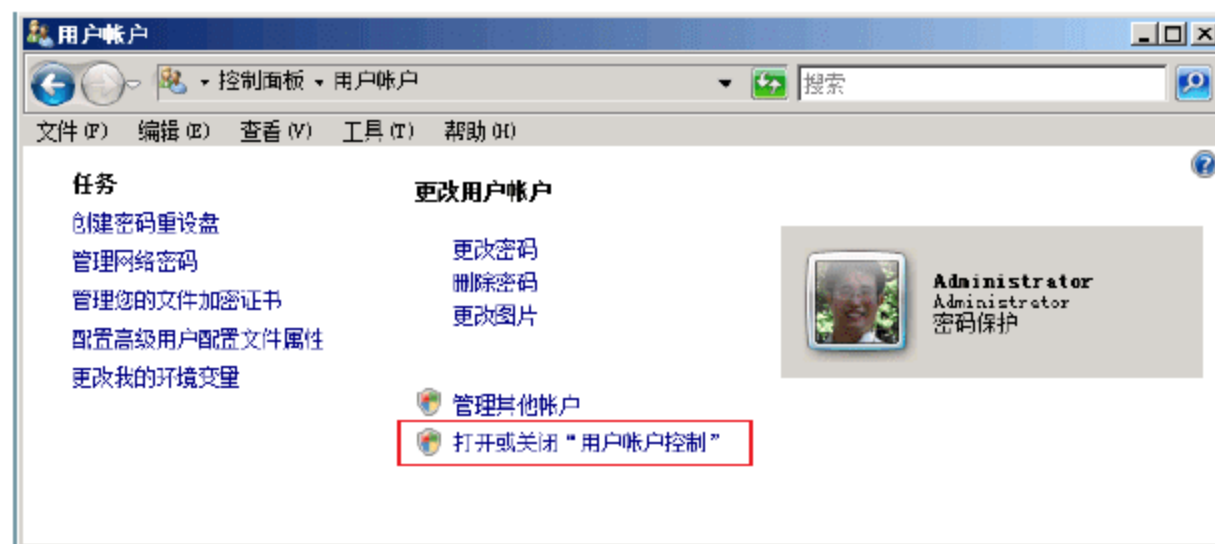 用户帐户
控制面板 用户帐户 搜索
文件(F) 编辑(E) 查看(V) 工具(T) 帮助(H)
任务
创建密码重设盘
管理网络密码
管理您的文件加密证书
配置高级用户配置文件属性
更改我的环境变量
更改用户帐户
更改密码
删除密码
更改图片
管理其他帐户
打开或关闭“用户帐户控制”
Administrator
Administrator
密码保护